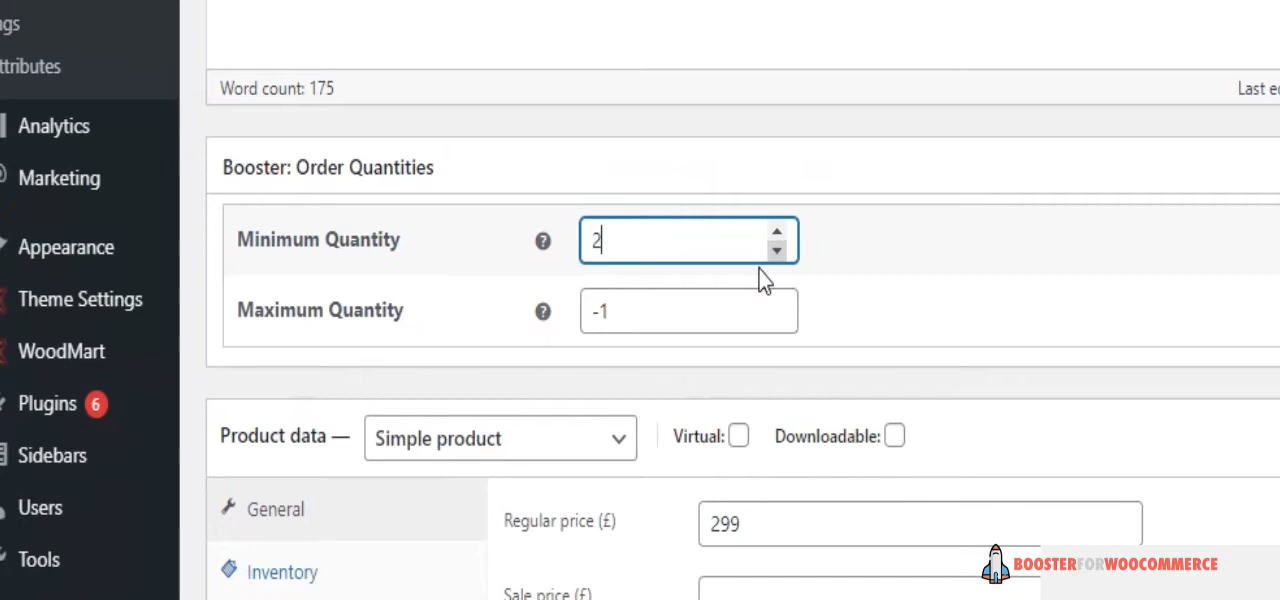 ngs
ttributes
Analytics
Marketing
Appearance
Theme Settings
WoodMart
Plugins 6
Sidebars
Users
Tools
Word count: 175
Last e
Booster: Order Quantities
Minimum Quantity ? 2
Maximum Quantity ? -1
Product data — Simple product Virtual: Downloadable:
General
Inventory
Regular price (£) 299
Sale price (£)
BOOSTERFORWOOCOMMERCE